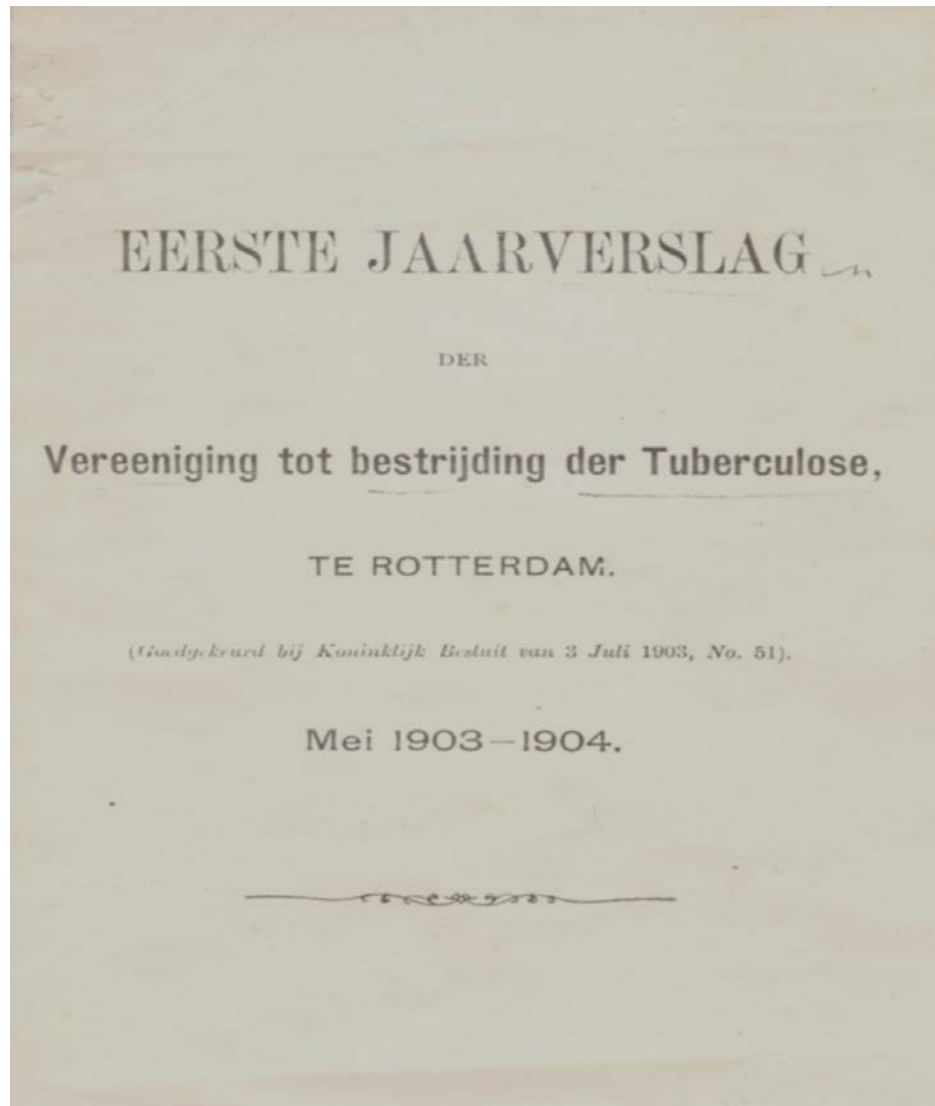 EERSTE JAARVERSLAG
DER
Vereeniging tot bestrijding der Tuberculose,
TE ROTTERDAM.
(Goedgekeurd bij Koninklijk Besluit van 3 Juli 1903, No. 51).
Mei 1903–1904.